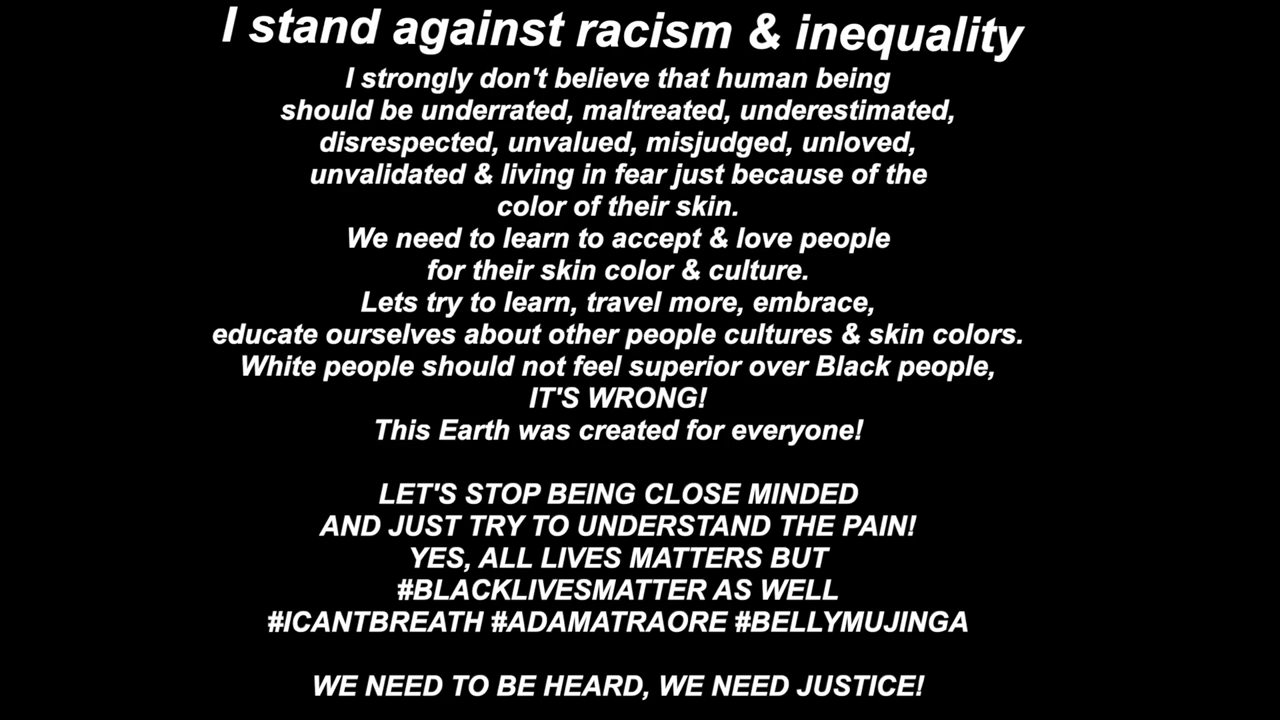 I stand against racism & inequality
I strongly don't believe that human being
should be underrated, maltreated, underestimated,
disrespected, unvalued, misjudged, unloved,
unvalidated & living in fear just because of the
color of their skin.
We need to learn to accept & love people
for their skin color & culture.
Lets try to learn, travel more, embrace,
educate ourselves about other people cultures & skin colors.
White people should not feel superior over Black people,
IT'S WRONG!
This Earth was created for everyone!
LET'S STOP BEING CLOSE MINDED
AND JUST TRY TO UNDERSTAND THE PAIN!
YES, ALL LIVES MATTERS BUT
#BLACKLIVESMATTER AS WELL
#ICANTBREATH #ADAMATRAORE #BELLYMUJINGA
WE NEED TO BE HEARD, WE NEED JUSTICE!